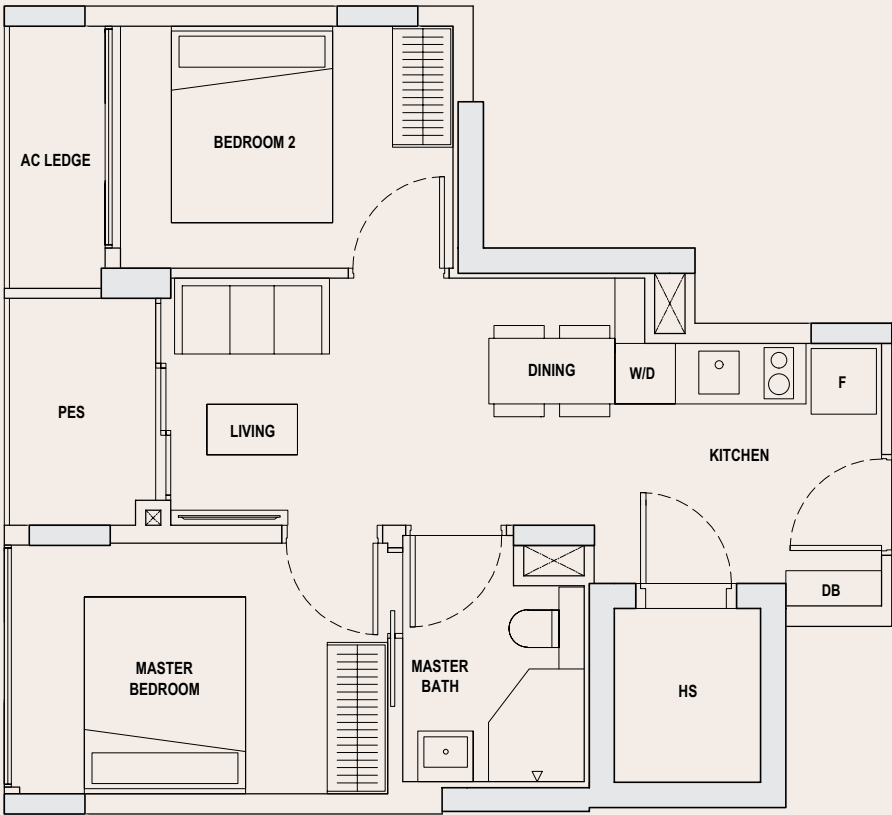 BEDROOM 2
AC LEDGE
DINING
W/D
F
PES
LIVING
KITCHEN
DB
MASTER
BEDROOM
MASTER
BATH
HS